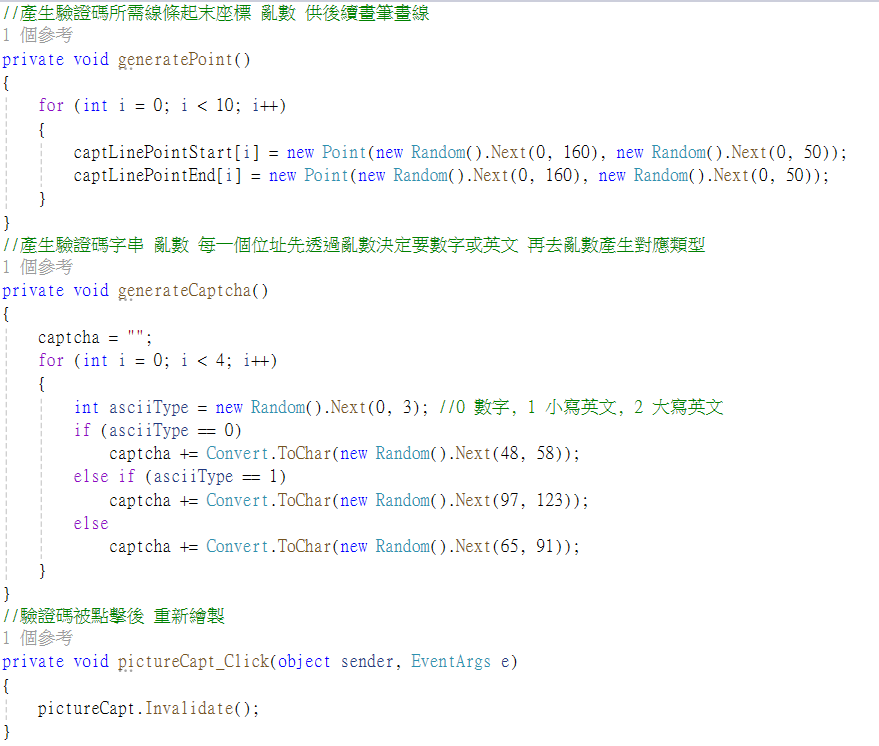 //產生驗證碼所需線條起末座標 亂數 供後續畫筆畫線
1 個參考
private void generatePoint()
{
    for (int i = 0; i < 10; i++)
    {
        captLinePointStart[i] = new Point(new Random().Next(0, 160), new Random().Next(0, 50));
        captLinePointEnd[i] = new Point(new Random().Next(0, 160), new Random().Next(0, 50));
    }
}
//產生驗證碼字串 亂數 每一個位址先透過亂數決定要數字或英文 再去亂數產生對應類型
1 個參考
private void generateCaptcha()
{
    captcha = "";
    for (int i = 0; i < 4; i++)
    {
        int asciiType = new Random().Next(0, 3); //0 數字, 1 小寫英文, 2 大寫英文
        if (asciiType == 0)
            captcha += Convert.ToChar(new Random().Next(48, 58));
        else if (asciiType == 1)
            captcha += Convert.ToChar(new Random().Next(97, 123));
        else
            captcha += Convert.ToChar(new Random().Next(65, 91));
    }
}
//驗證碼被點擊後 重新繪製
1 個參考
private void pictureCapt_Click(object sender, EventArgs e)
{
    pictureCapt.Invalidate();
}